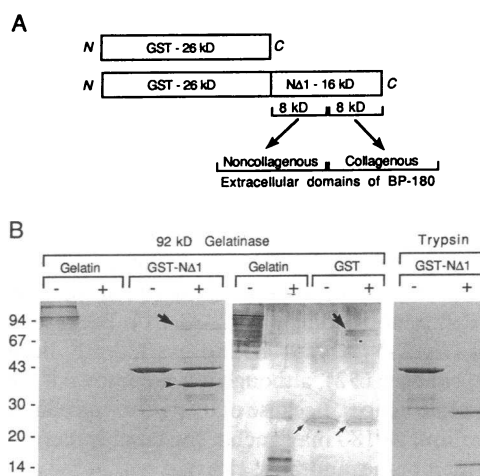 A
N GST - 26 kD C
N GST - 26 kD NΔ1 - 16 kD C
8 kD 8 kD
Noncollagenous Collagenous
Extracellular domains of BP-180
B
92 kD Gelatinase Trypsin
Gelatin GST-NΔ1 Gelatin GST GST-NΔ1
- + - + - + - + - +
94 -
67 -
43 -
30 -
20 -
14 -